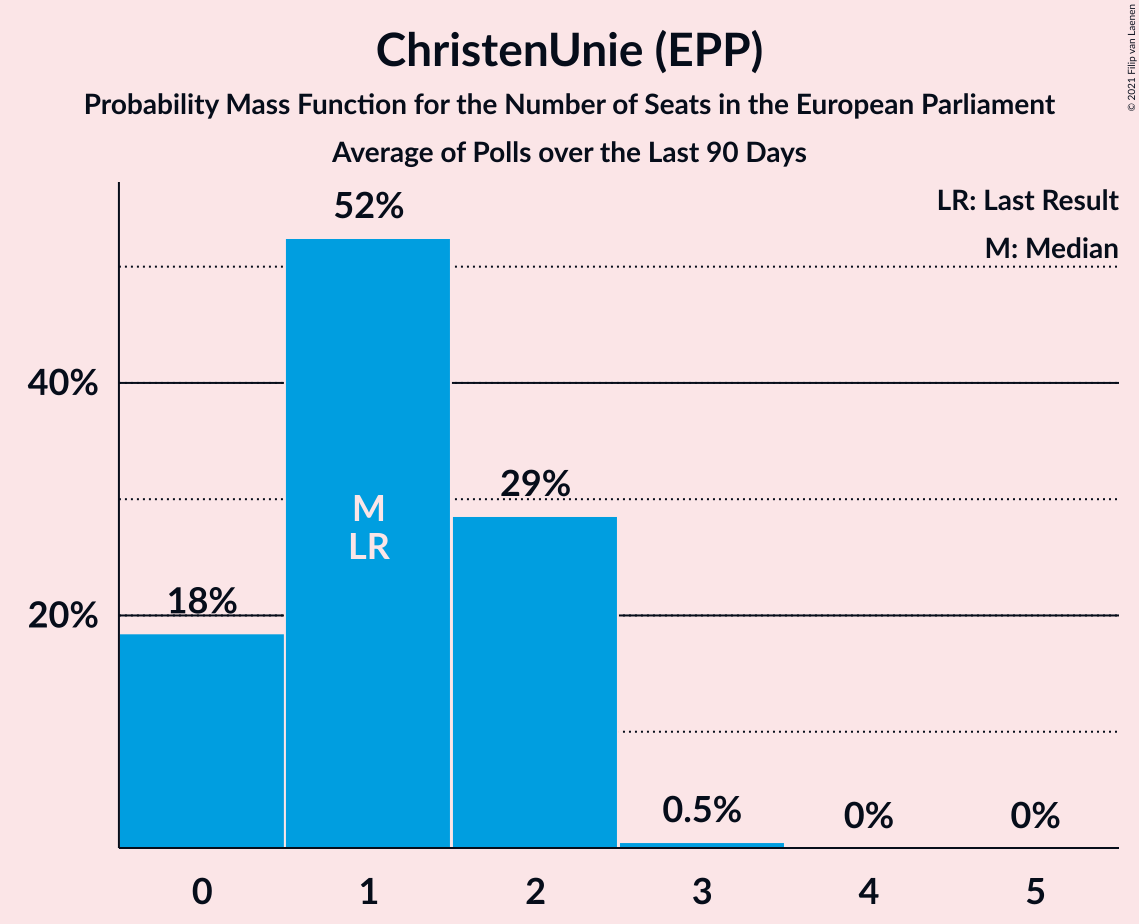 ChristenUnie (EPP)
Probability Mass Function for the Number of Seats in the European Parliament
Average of Polls over the Last 90 Days
© 2021 Filip van Laenen
LR: Last Result
M: Median
52%
40%
29%
M
LR
18%
20%
0.5%
0%
0%
0
1
2
3
4
5